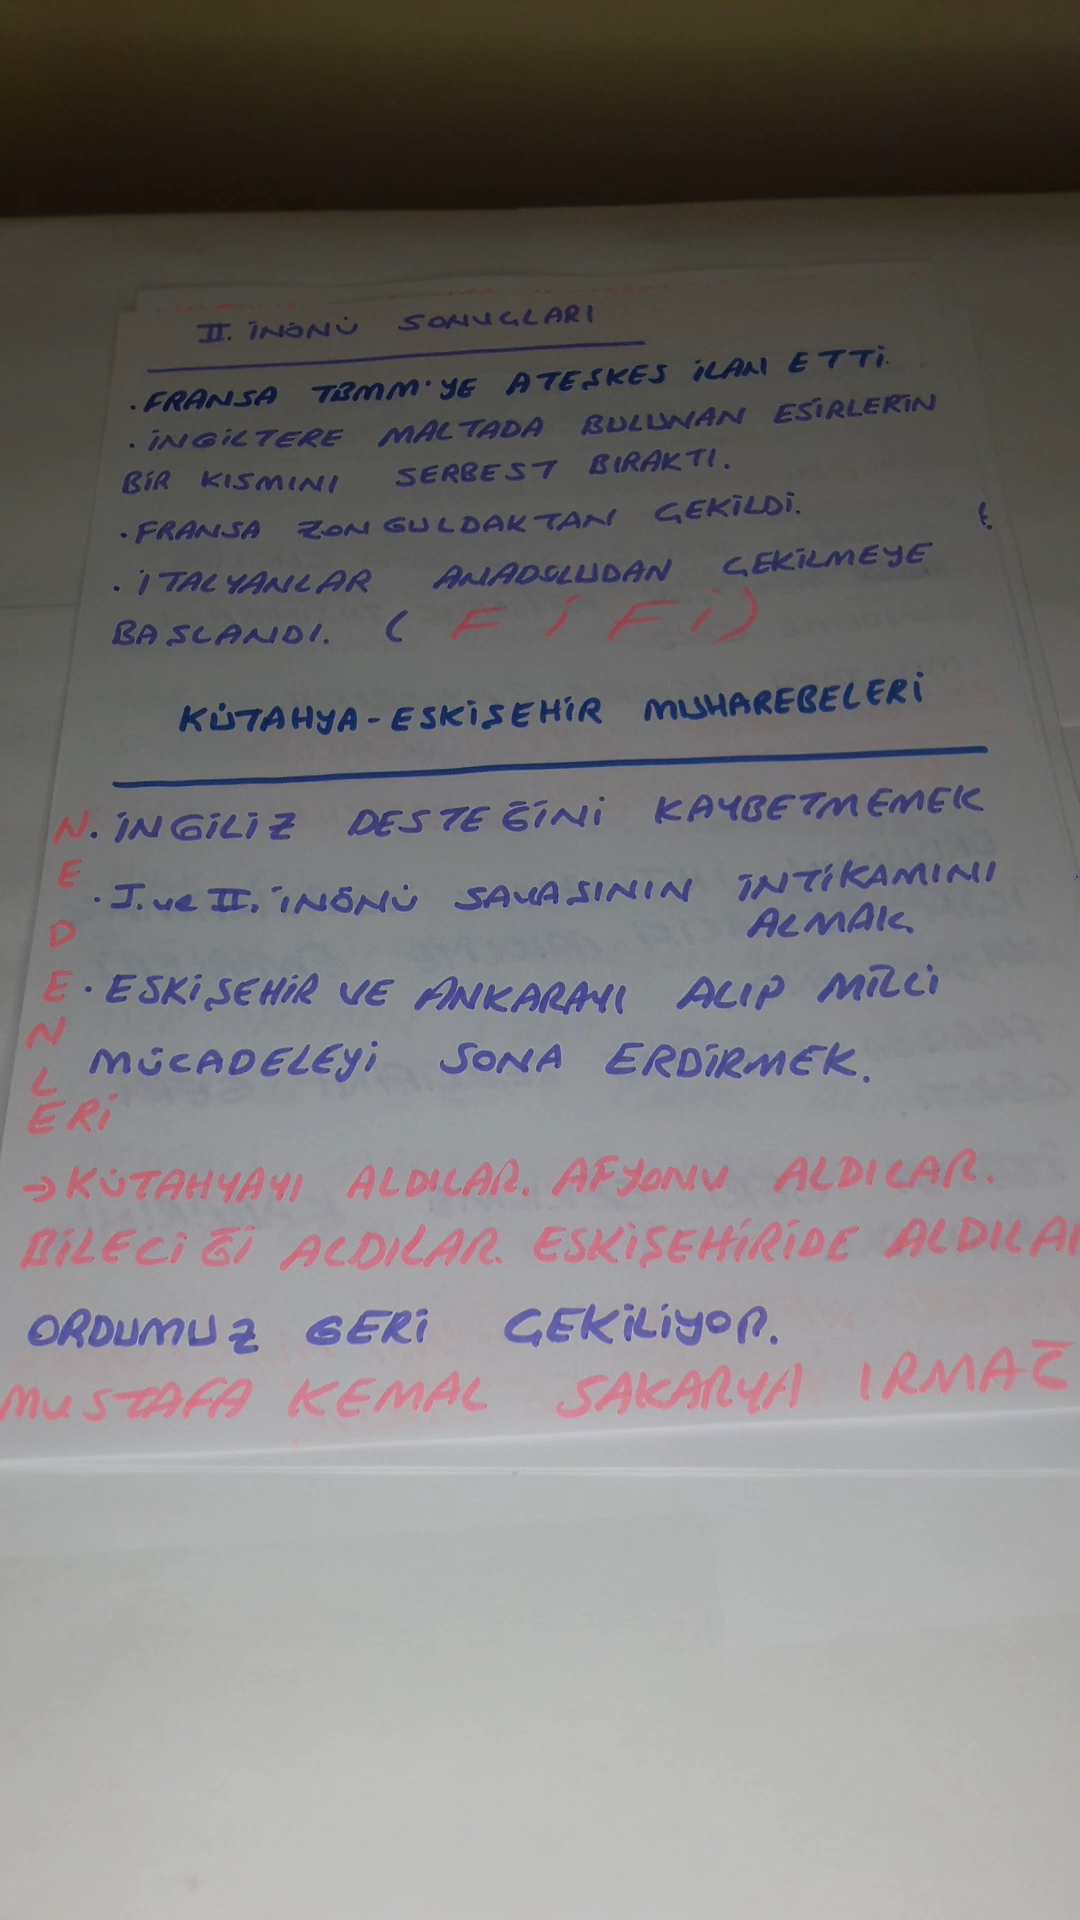 II. İNÖNÜ SONUÇLARI
.FRANSA TBMM'YE ATEŞKES İLAN ETTİ.
.İNGİLTERE MALTADA BULUNAN ESİRLERİN
BİR KISMINI SERBEST BIRAKTI.
.FRANSA ZONGULDAKTAN ÇEKİLDİ.
.İTALYANLAR ANADOLUDAN ÇEKİLMEYE
BAŞLANDI. ( F İ F İ )
KÜTAHYA-ESKİŞEHİR MUHAREBELERİ
NEDENLERİ
. İNGİLİZ DESTEĞİNİ KAYBETMEMEK
. I. ve II. İNÖNÜ SAVAŞININ İNTİKAMINI
ALMAK.
. ESKİŞEHİR VE ANKARAYI ALIP MİLLİ
MÜCADELEYİ SONA ERDİRMEK.
→ KÜTAHYAYI ALDILAR. AFYONU ALDILAR.
BİLECİĞİ ALDILAR. ESKİŞEHİRİDE ALDILAR
ORDUMUZ GERİ ÇEKİLİYOR.
MUSTAFA KEMAL SAKARYA IRMAĞ